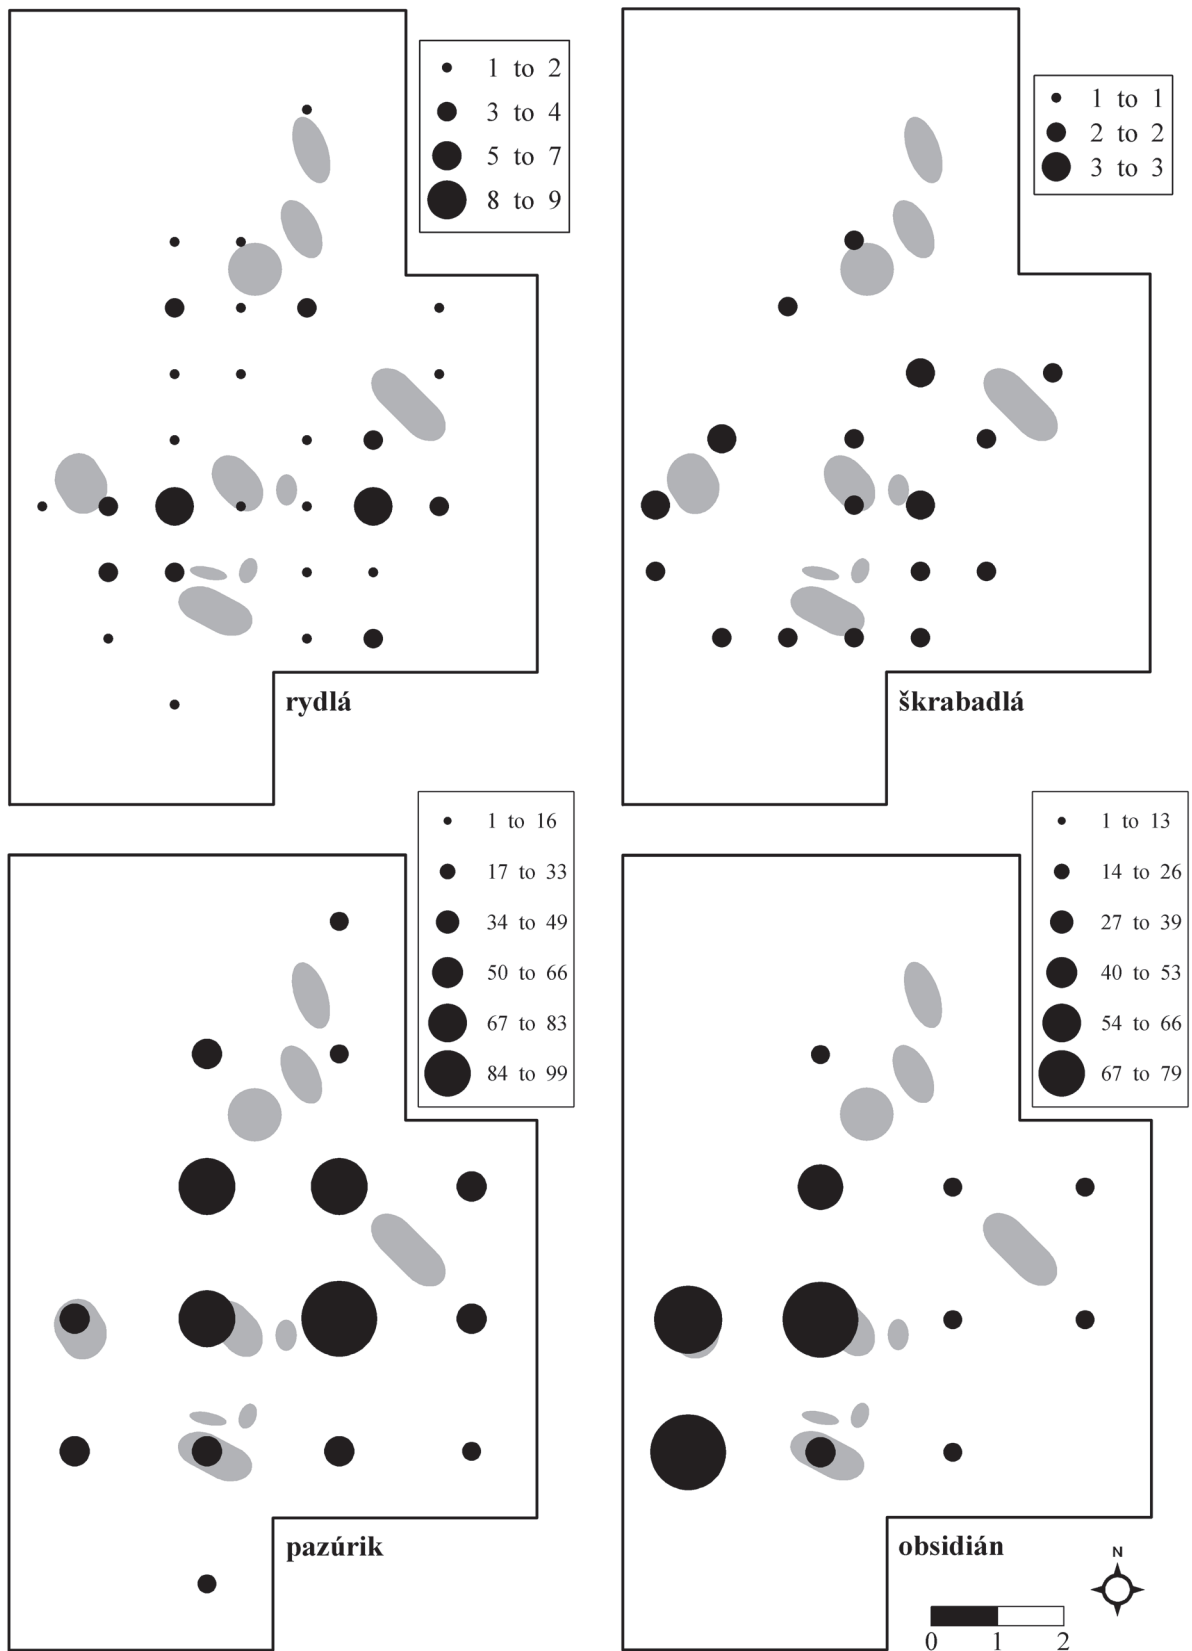 1 to 2
3 to 4
5 to 7
8 to 9
rydlá
1 to 1
2 to 2
3 to 3
škrabadlá
1 to 16
17 to 33
34 to 49
50 to 66
67 to 83
84 to 99
pazúrik
1 to 13
14 to 26
27 to 39
40 to 53
54 to 66
67 to 79
obsidián
N
0 1 2